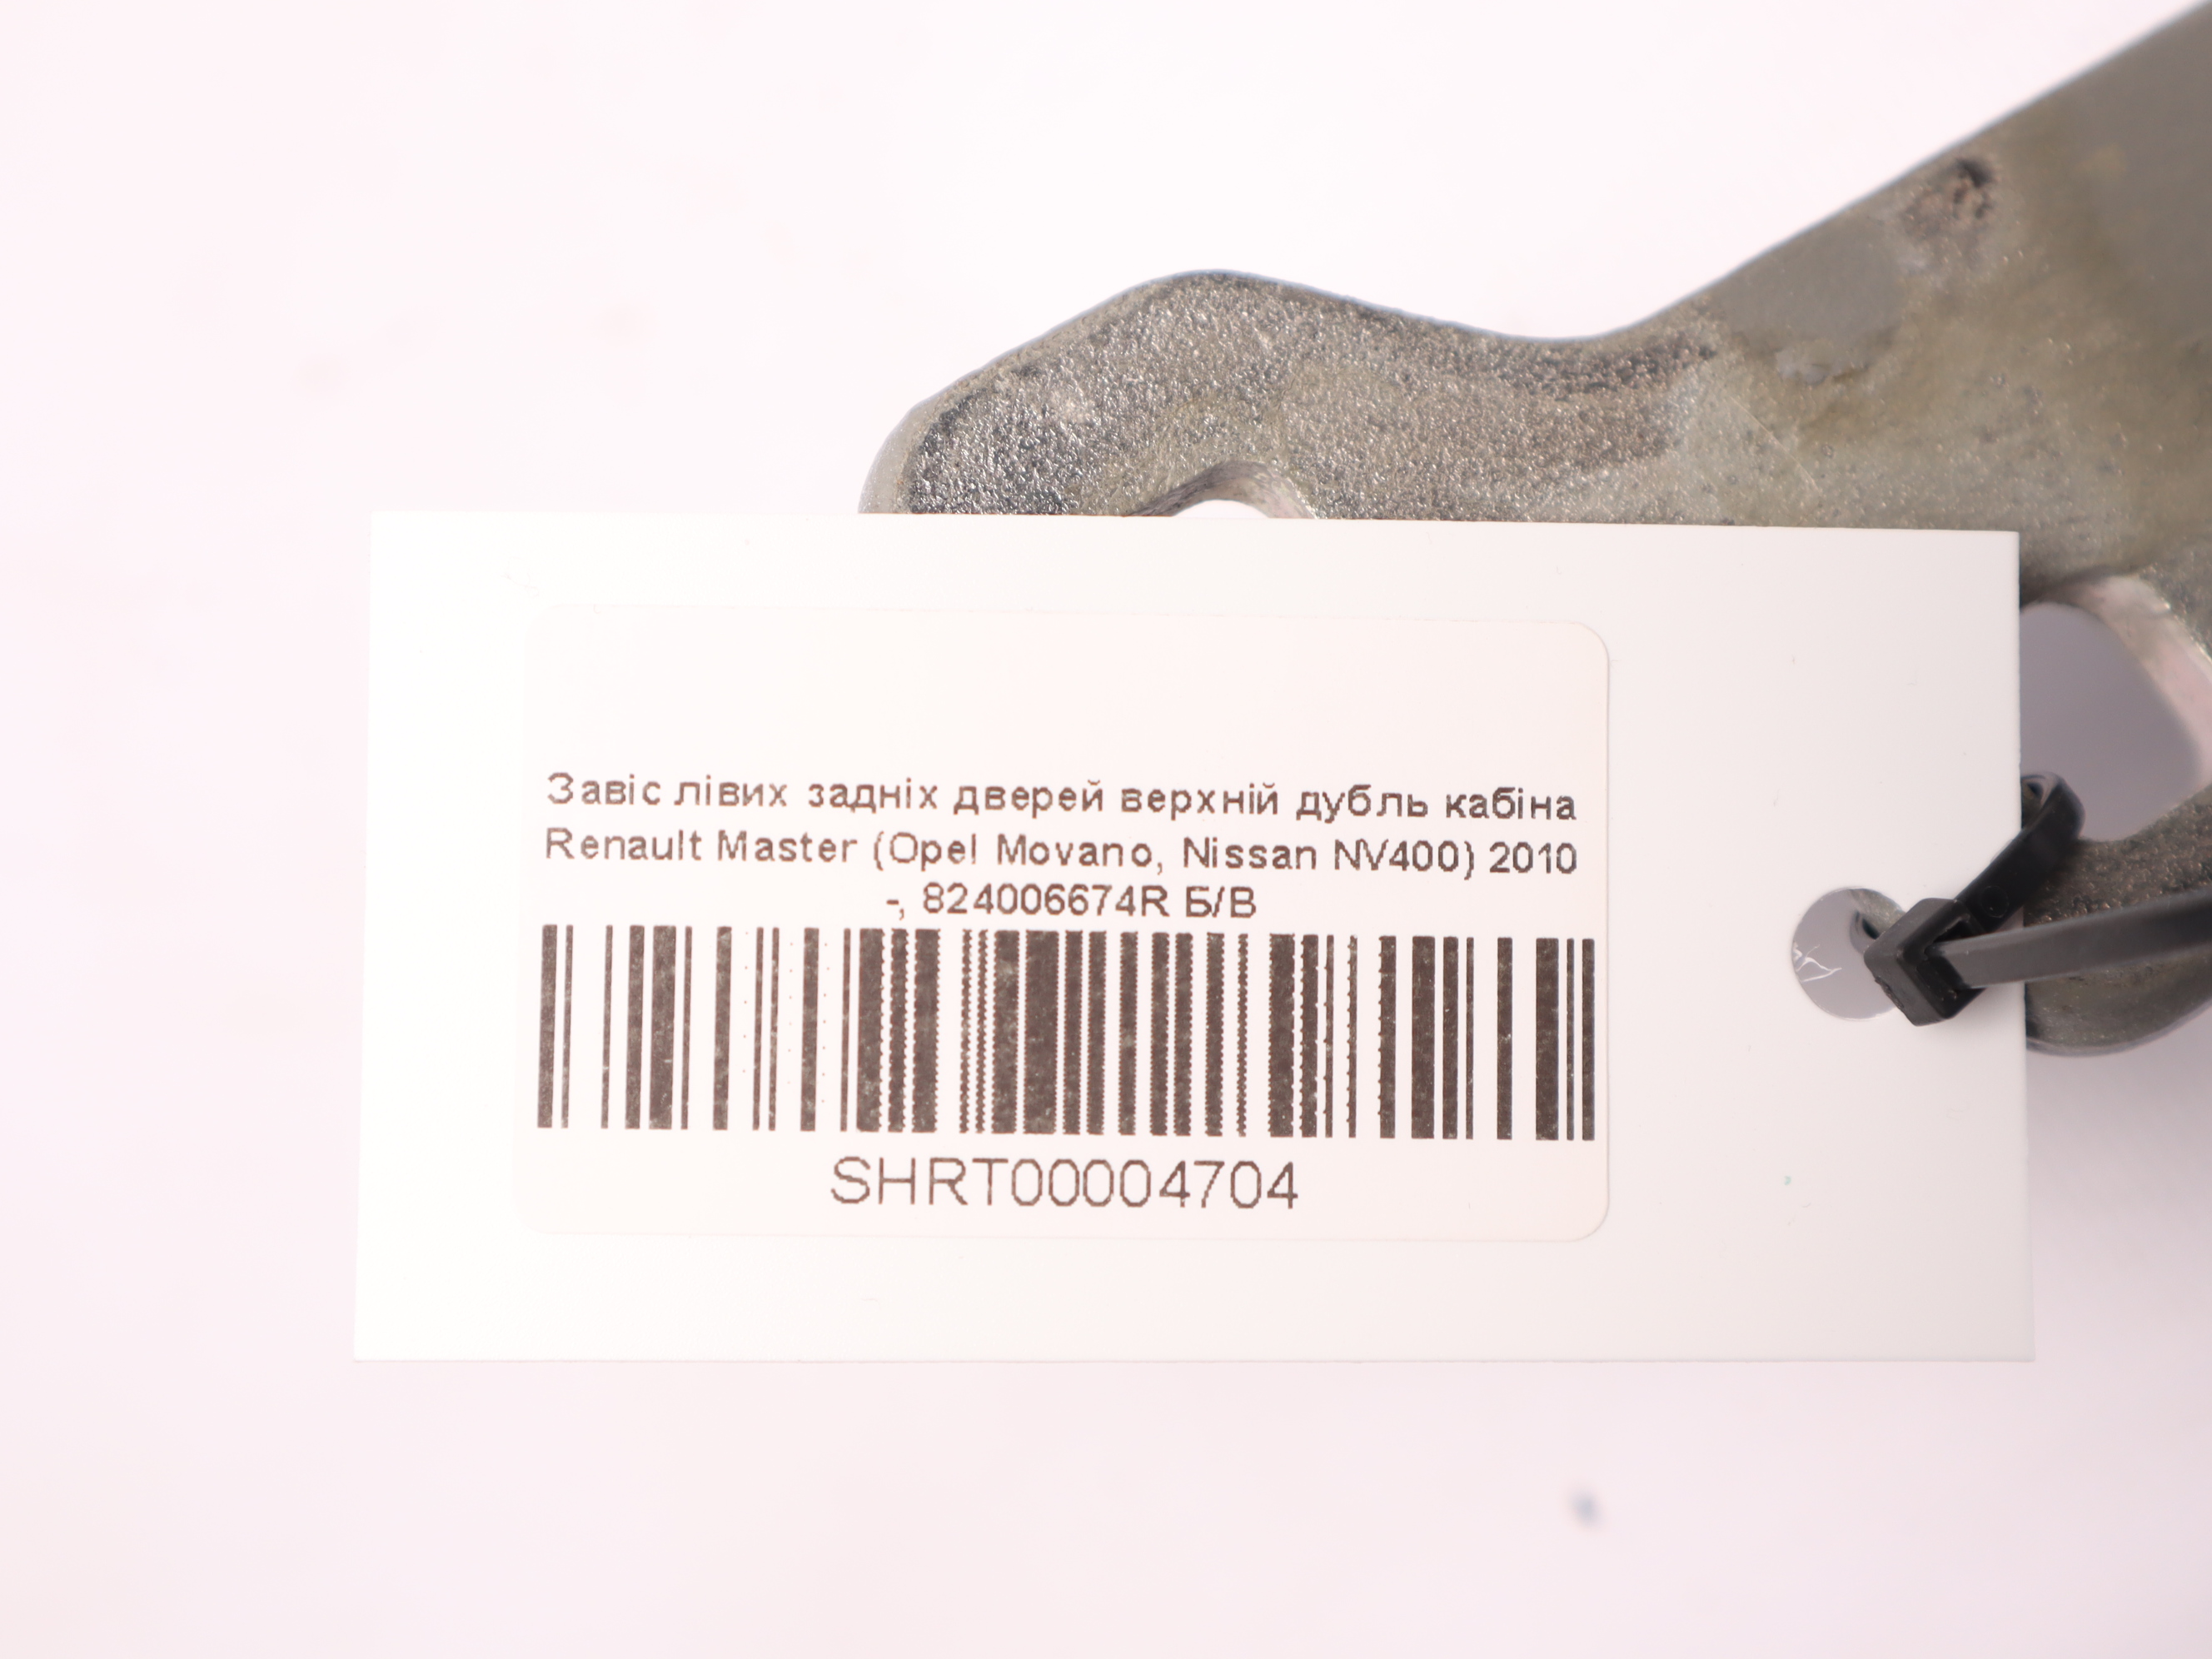 Завіс лівих задніх дверей верхній дубль кабіна
Renault Master (Opel Movano, Nissan NV400) 2010
-, 824006674R Б/В
SHRT00004704